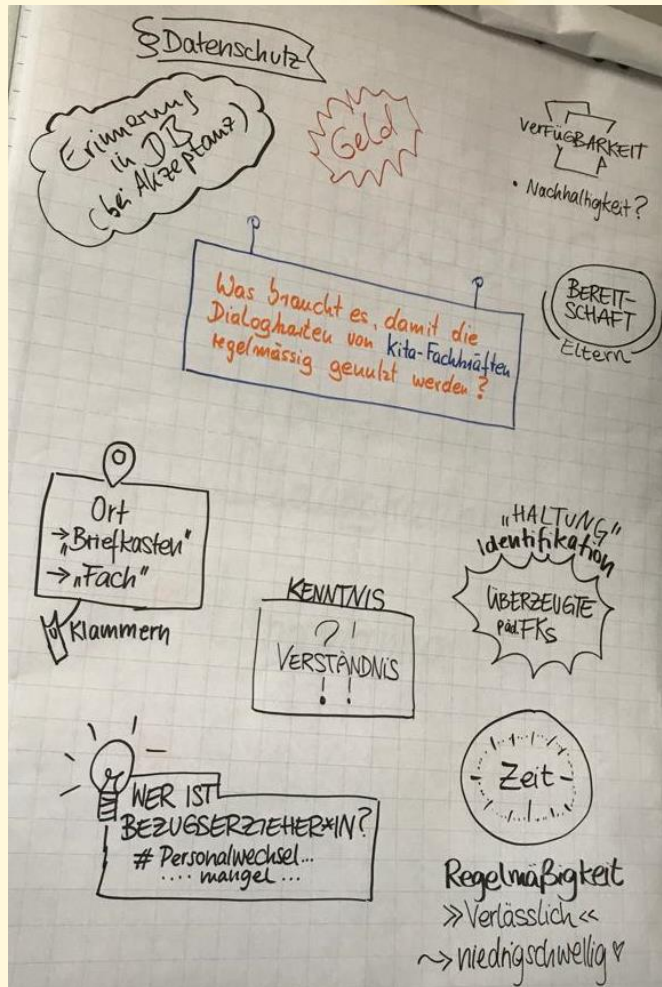 §Datenschutz
Erinnerung
in DB
(bei Akzeptanz)
Geld
VERFÜGBARKEIT
• Nachhaltigkeit?
Was braucht es, damit die
Dialogkarten von Kita-Fachkräften
regelmässig genutzt werden?
BEREIT-
SCHAFT
Eltern
Ort
→„Briefkasten"
→„Fach"
Klammern
KENNTNIS
?!
VERSTÄNDNIS
!!
„HALTUNG"
Identifikation
ÜBERZEUGTE
päd. FKs
WER IST
BEZUGSERZIEHER*IN?
# Personalwechsel...
.... mangel ...
Zeit
Regelmäßigkeit
»Verlässlich«
~> niedrigschwellig ♥